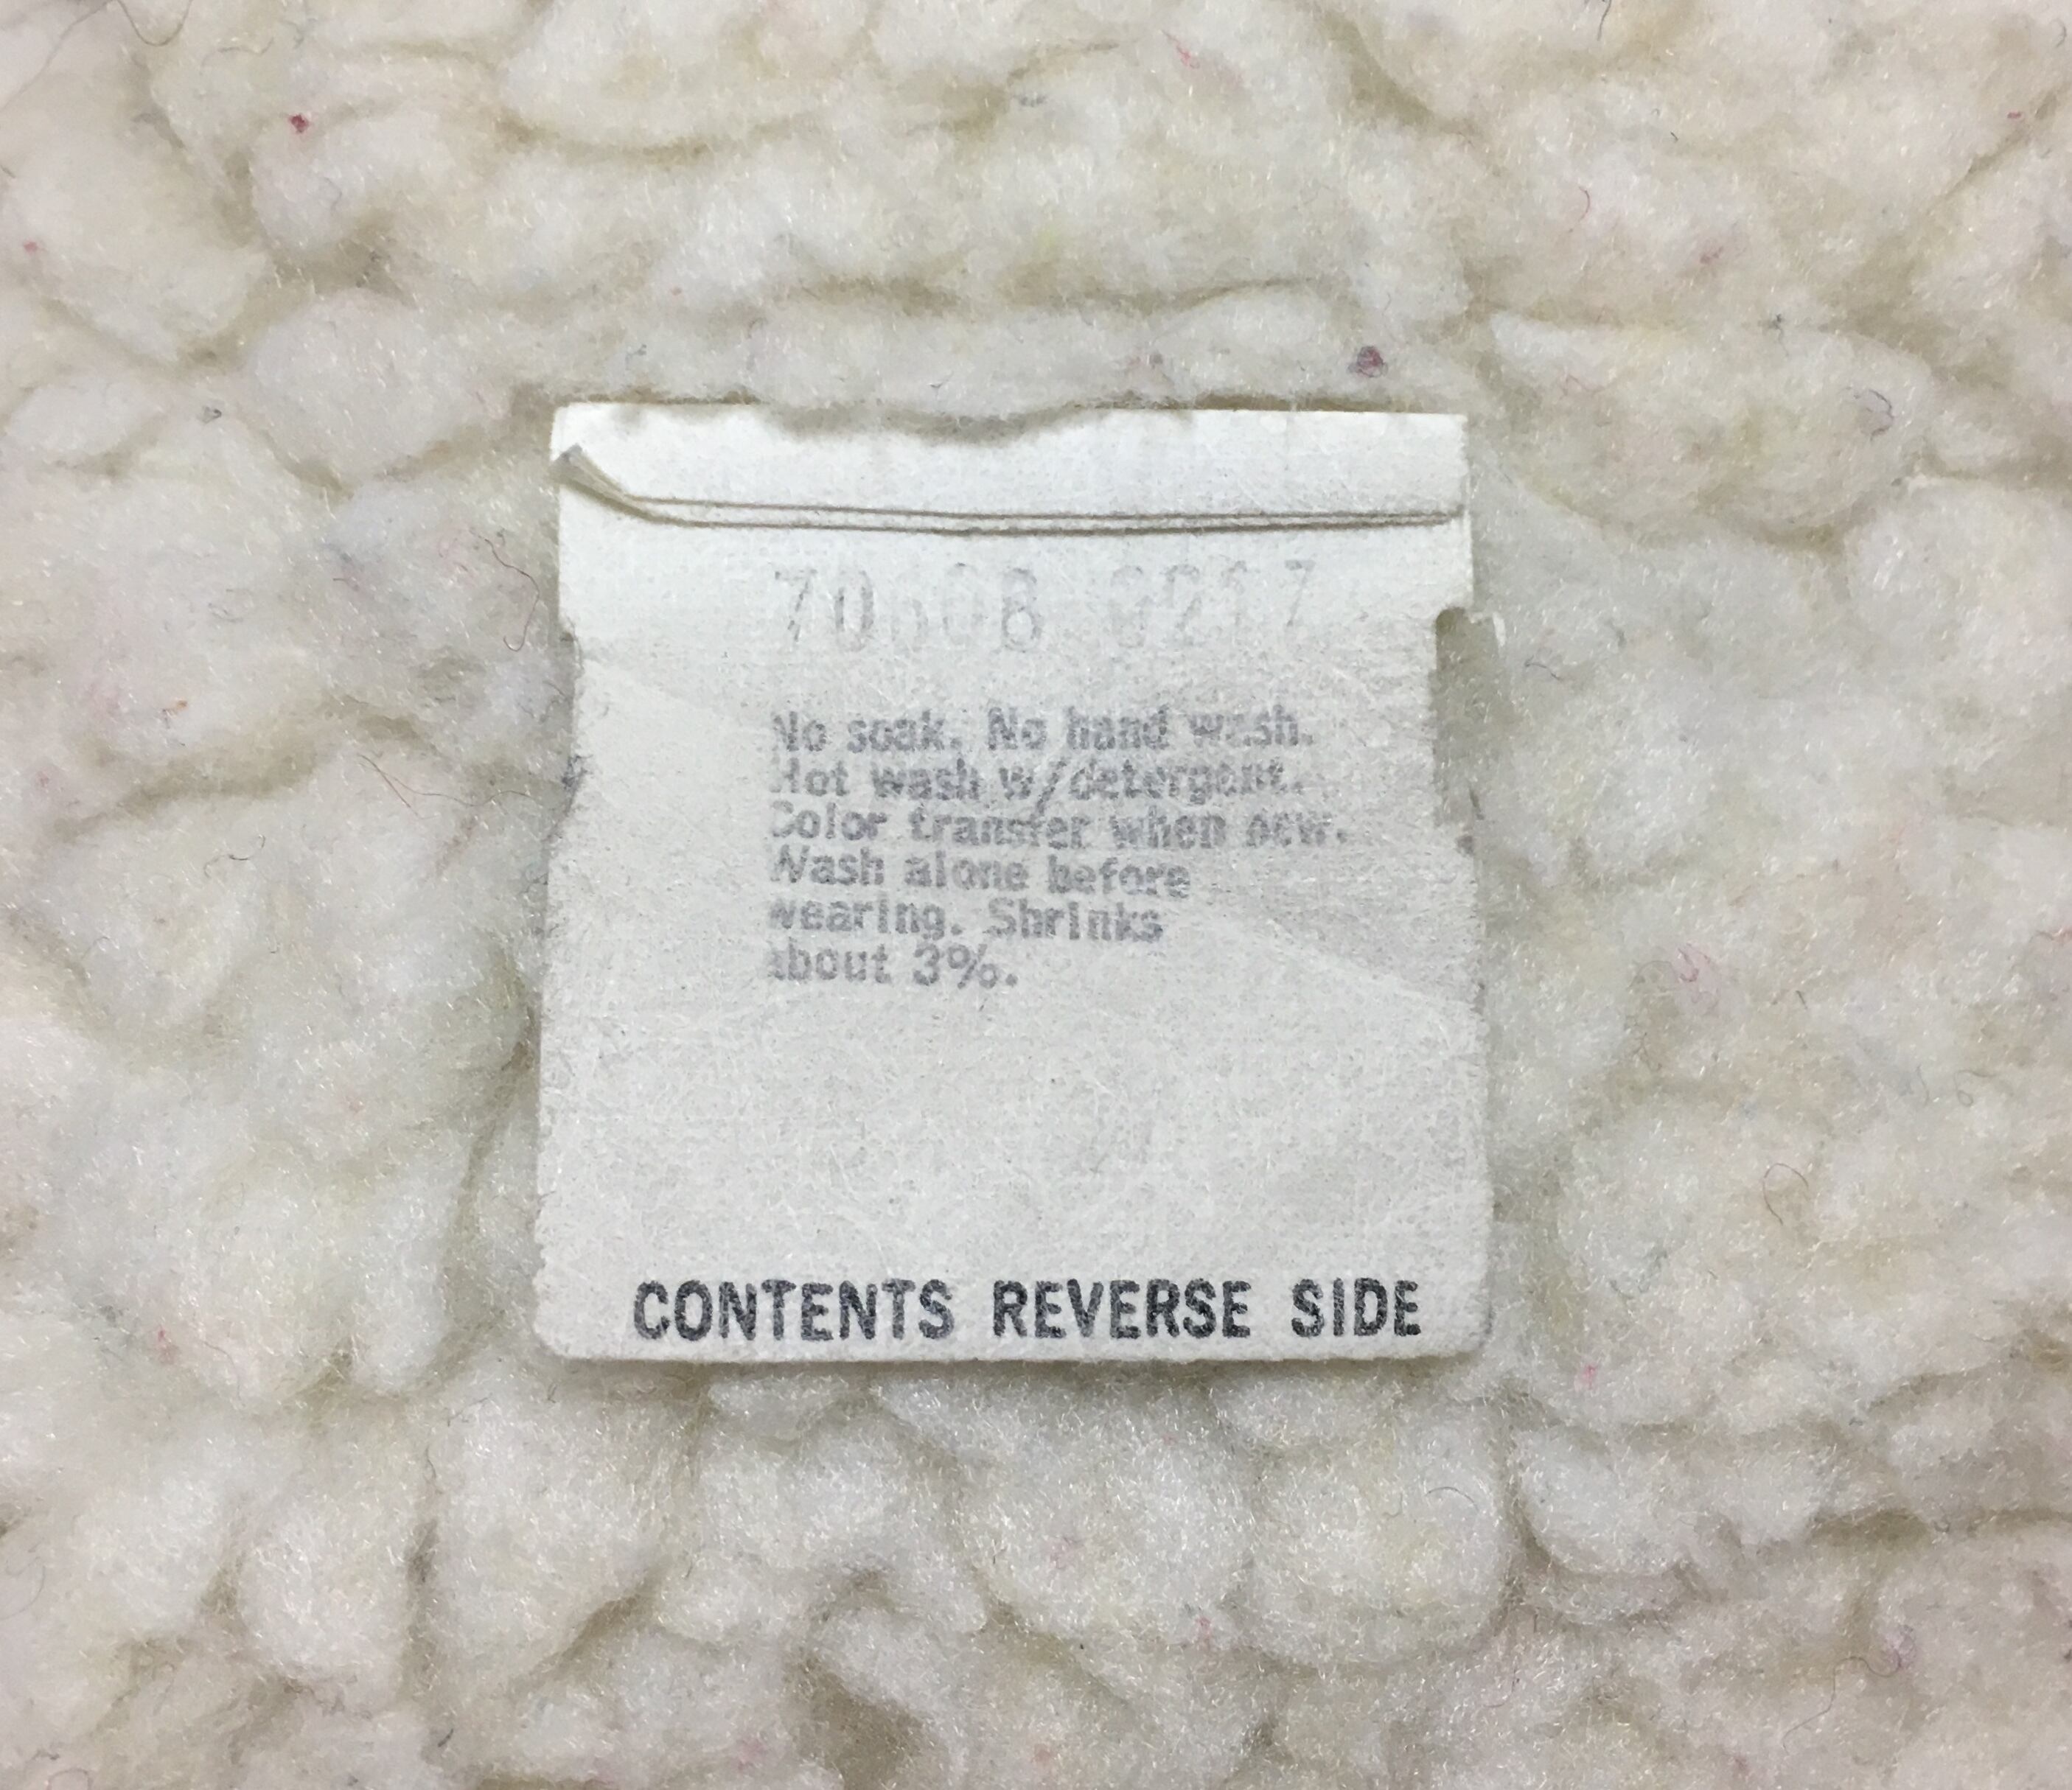 No soak. No hand wash.
Hot wash w/detergent.
Color transfer when new.
Wash alone before
wearing. Shrinks
about 3%.
CONTENTS REVERSE SIDE